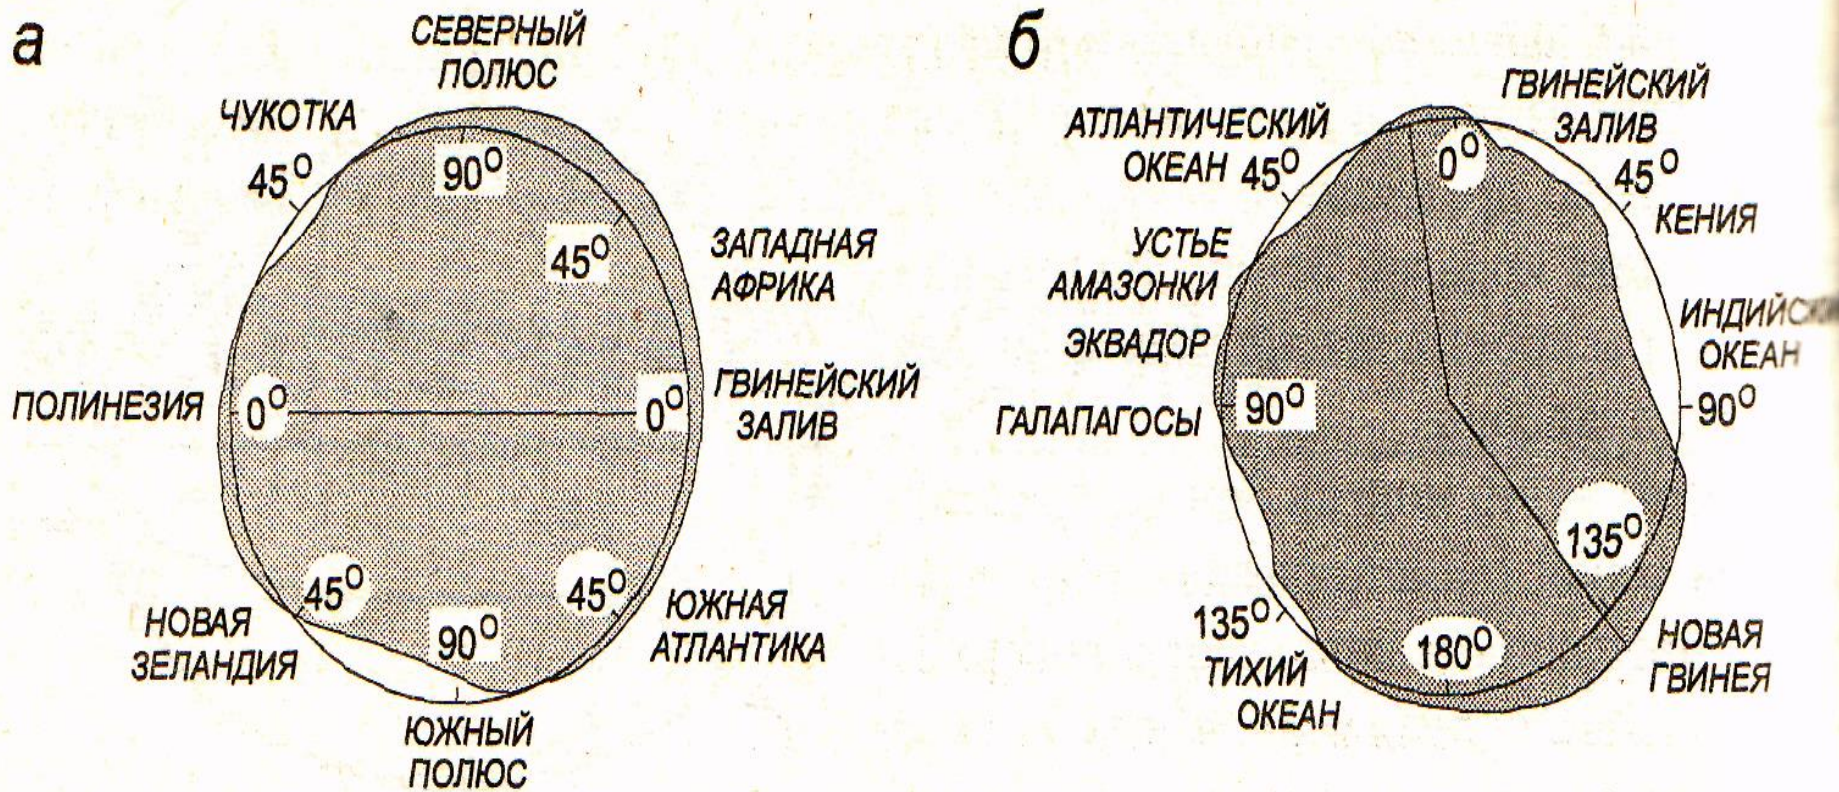 а
СЕВЕРНЫЙ
ПОЛЮС
ЧУКОТКА
45°
90°
45°
ЗАПАДНАЯ
АФРИКА
ПОЛИНЕЗИЯ
0°
0°
ГВИНЕЙСКИЙ
ЗАЛИВ
45°
90°
45°
НОВАЯ
ЗЕЛАНДИЯ
ЮЖНАЯ
АТЛАНТИКА
ЮЖНЫЙ
ПОЛЮС
б
ГВИНЕЙСКИЙ
ЗАЛИВ
АТЛАНТИЧЕСКИЙ
ОКЕАН
45°
0°
45°
КЕНИЯ
УСТЬЕ
АМАЗОНКИ
ЭКВАДОР
ИНДИЙСКИЙ
ОКЕАН
ГАЛАПАГОСЫ
90°
90°
135°
135°
180°
ТИХИЙ
ОКЕАН
НОВАЯ
ГВИНЕЯ